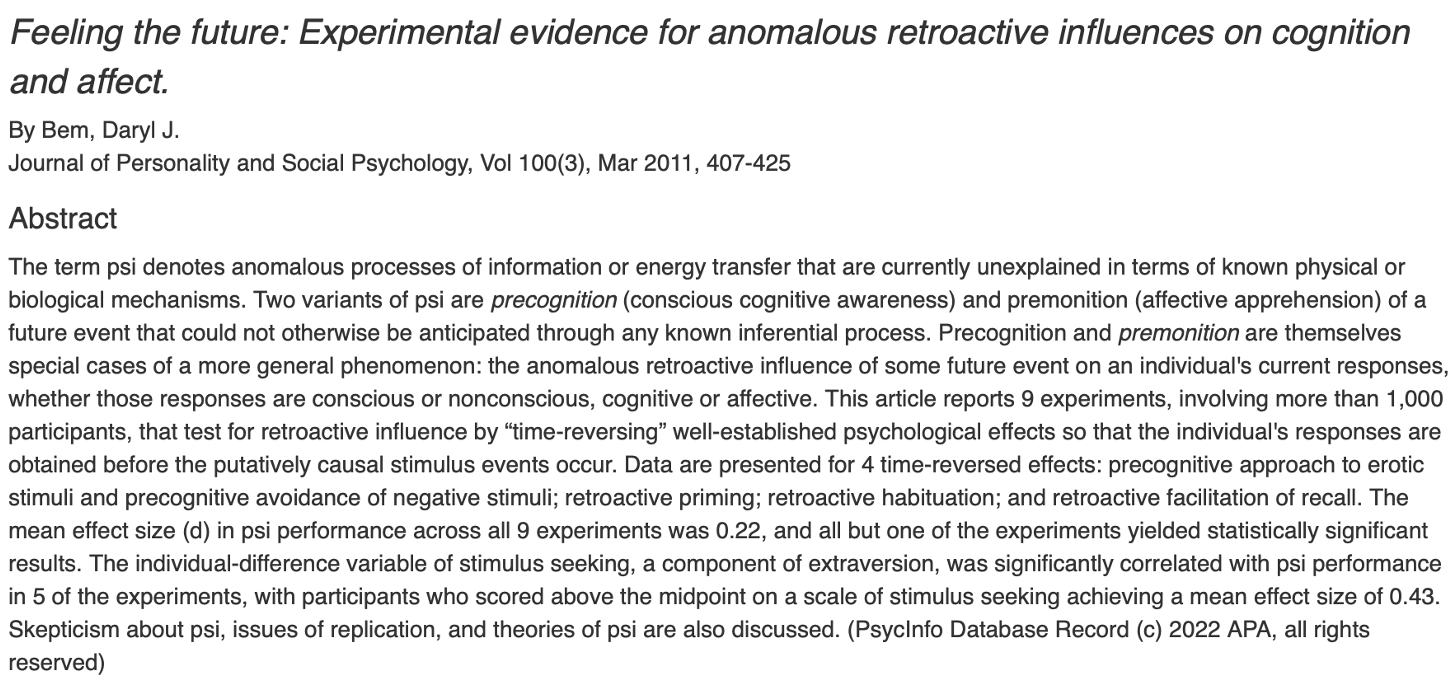 Feeling the future: Experimental evidence for anomalous retroactive influences on cognition
and affect.
By Bem, Daryl J.
Journal of Personality and Social Psychology, Vol 100(3), Mar 2011, 407-425
Abstract
The term psi denotes anomalous processes of information or energy transfer that are currently unexplained in terms of known physical or
biological mechanisms. Two variants of psi are precognition (conscious cognitive awareness) and premonition (affective apprehension) of a
future event that could not otherwise be anticipated through any known inferential process. Precognition and premonition are themselves
special cases of a more general phenomenon: the anomalous retroactive influence of some future event on an individual's current responses,
whether those responses are conscious or nonconscious, cognitive or affective. This article reports 9 experiments, involving more than 1,000
participants, that test for retroactive influence by “time-reversing” well-established psychological effects so that the individual's responses are
obtained before the putatively causal stimulus events occur. Data are presented for 4 time-reversed effects: precognitive approach to erotic
stimuli and precognitive avoidance of negative stimuli; retroactive priming; retroactive habituation; and retroactive facilitation of recall. The
mean effect size (d) in psi performance across all 9 experiments was 0.22, and all but one of the experiments yielded statistically significant
results. The individual-difference variable of stimulus seeking, a component of extraversion, was significantly correlated with psi performance
in 5 of the experiments, with participants who scored above the midpoint on a scale of stimulus seeking achieving a mean effect size of 0.43.
Skepticism about psi, issues of replication, and theories of psi are also discussed. (PsycInfo Database Record (c) 2022 APA, all rights
reserved)